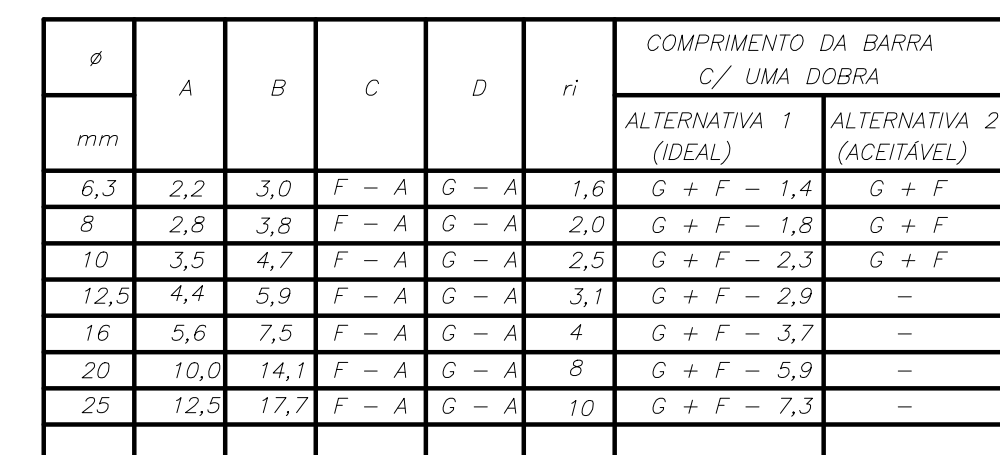 ø
mm
A
B
C
D
ri
COMPRIMENTO DA BARRA
C/ UMA DOBRA
ALTERNATIVA 1
(IDEAL)
ALTERNATIVA 2
(ACEITÁVEL)
6,3 2,2 3,0 F - A G - A 1,6 G + F - 1,4 G + F
8 2,8 3,8 F - A G - A 2,0 G + F - 1,8 G + F
10 3,5 4,7 F - A G - A 2,5 G + F - 2,3 G + F
12,5 4,4 5,9 F - A G - A 3,1 G + F - 2,9 -
16 5,6 7,5 F - A G - A 4 G + F - 3,7 -
20 10,0 14,1 F - A G - A 8 G + F - 5,9 -
25 12,5 17,7 F - A G - A 10 G + F - 7,3 -